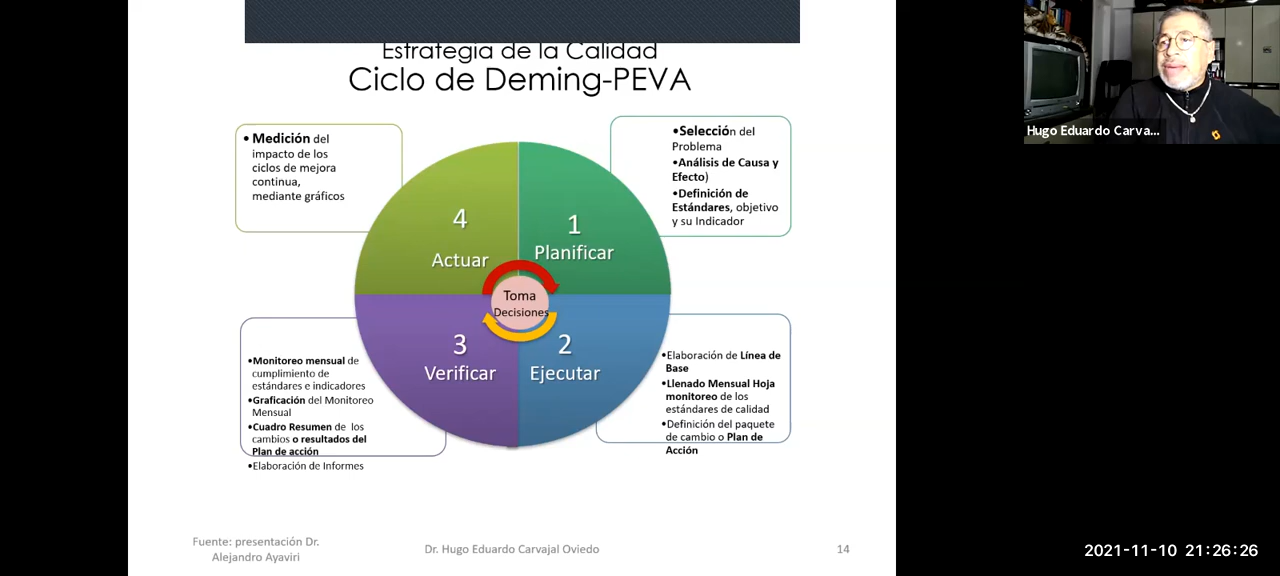 Estrategia de la Calidad
Ciclo de Deming-PEVA
• Medición del
impacto de los
ciclos de mejora
continua,
mediante gráficos
•Selección del
Problema
•Análisis de Causa y
Efecto)
•Definición de
Estándares, objetivo
y su Indicador
4
Actuar
1
Planificar
Toma
Decisiones
3
Verificar
2
Ejecutar
•Monitoreo mensual de
cumplimiento de
estándares e indicadores
•Graficación del Monitoreo
Mensual
•Cuadro Resumen de los
cambios o resultados del
Plan de acción
•Elaboración de Informes
•Elaboración de Línea de
Base
•Llenado Mensual Hoja
monitoreo de los
estándares de calidad
•Definición del paquete
de cambio o Plan de
Acción
Fuente: presentación Dr.
Alejandro Ayaviri
Dr. Hugo Eduardo Carvajal Oviedo
14
Hugo Eduardo Carva...
2021-11-10 21:26:26